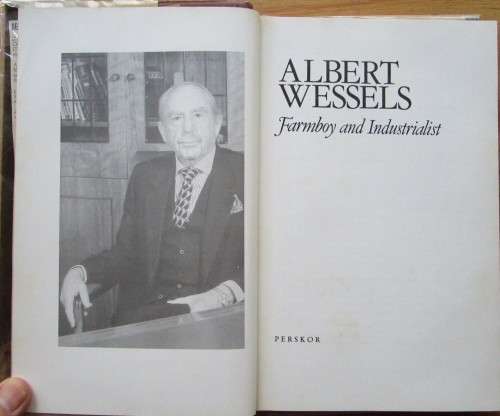 ALBERT
WESSELS
Farmboy and Industrialist
PERSKOR